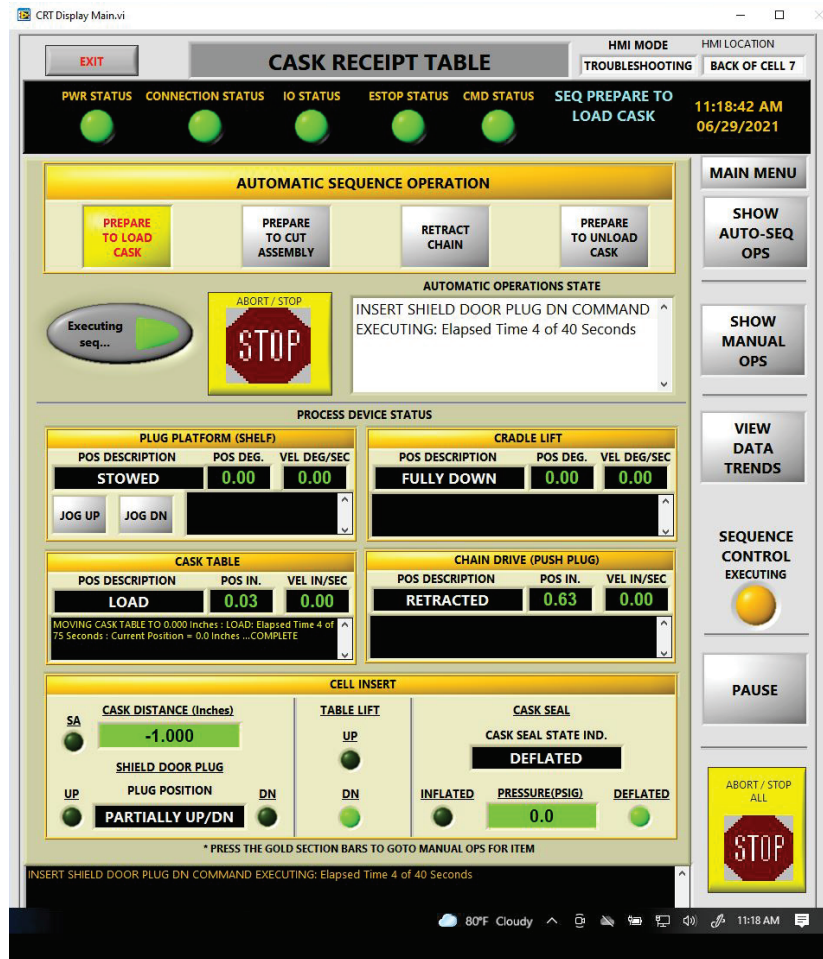 CRT Display Main.vi
EXIT
CASK RECEIPT TABLE
HMI MODE
TROUBLESHOOTING
HMI LOCATION
BACK OF CELL 7
PWR STATUS
CONNECTION STATUS
IO STATUS
ESTOP STATUS
CMD STATUS
SEQ PREPARE TO
LOAD CASK
11:18:42 AM
06/29/2021
AUTOMATIC SEQUENCE OPERATION
PREPARE
TO LOAD
CASK
PREPARE
TO CUT
ASSEMBLY
RETRACT
CHAIN
PREPARE
TO UNLOAD
CASK
MAIN MENU
SHOW
AUTO-SEQ
OPS
Executing
seq...
ABORT / STOP
STOP
AUTOMATIC OPERATIONS STATE
INSERT SHIELD DOOR PLUG DN COMMAND
EXECUTING: Elapsed Time 4 of 40 Seconds
SHOW
MANUAL
OPS
PROCESS DEVICE STATUS
PLUG PLATFORM (SHELF)
POS DESCRIPTION POS DEG. VEL DEG/SEC
STOWED 0.00 0.00
JOG UP JOG DN
CRADLE LIFT
POS DESCRIPTION POS DEG. VEL DEG/SEC
FULLY DOWN 0.00 0.00
VIEW
DATA
TRENDS
CASK TABLE
POS DESCRIPTION POS IN. VEL IN/SEC
LOAD 0.03 0.00
MOVING CASK TABLE TO 0.000 Inches : LOAD: Elapsed Time 4 of
75 Seconds : Current Position = 0.0 Inches ...COMPLETE
CHAIN DRIVE (PUSH PLUG)
POS DESCRIPTION POS IN. VEL IN/SEC
RETRACTED 0.63 0.00
SEQUENCE
CONTROL
EXECUTING
CELL INSERT
SA
CASK DISTANCE (Inches)
-1.000
SHIELD DOOR
PLUG
UP
PLUG POSITION
DN
PARTIALLY UP/DN
TABLE LIFT
UP
DN
CASK SEAL
CASK SEAL STATE IND.
DEFLATED
INFLATED
PRESSURE(PSIG)
0.0
DEFLATED
PAUSE
* PRESS THE GOLD SECTION BARS TO GOTO MANUAL OPS FOR ITEM
ABORT / STOP
ALL
STOP
INSERT SHIELD DOOR PLUG DN COMMAND EXECUTING: Elapsed Time 4 of 40 Seconds
80°F Cloudy 11:18 AM